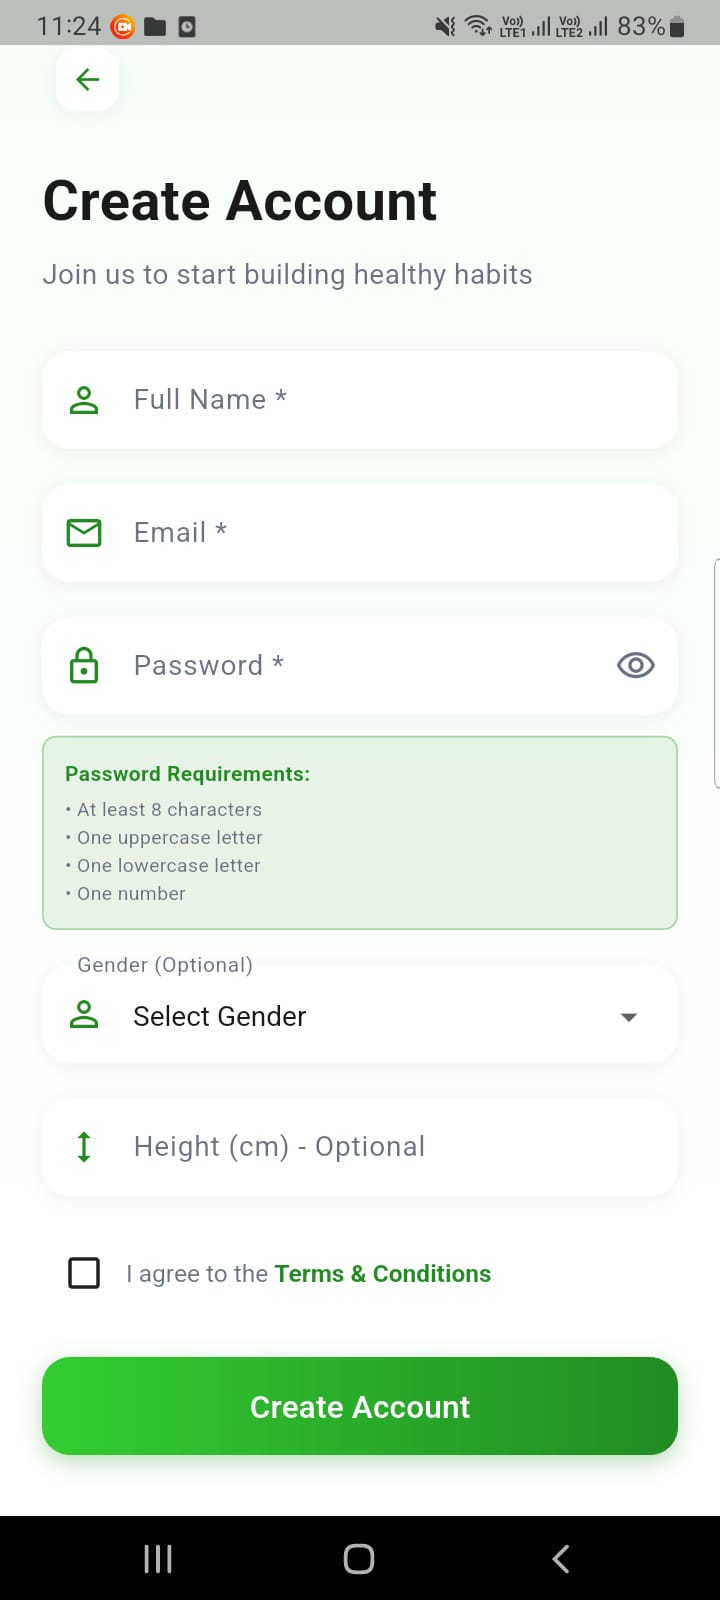 11:24 Vo)) LTE1 Vo)) LTE2 83%
Create Account
Join us to start building healthy habits
Full Name *
Email *
Password *
Password Requirements:
• At least 8 characters
• One uppercase letter
• One lowercase letter
• One number
Gender (Optional)
Select Gender
Height (cm) - Optional
I agree to the Terms & Conditions
Create Account